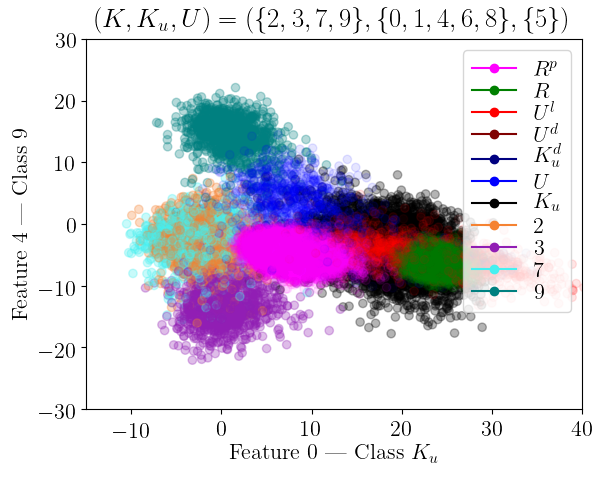 (K, K_u, U) = ({2, 3, 7, 9}, {0, 1, 4, 6, 8}, {5})
30
20
10
0
−10
−20
−30
Feature 4 — Class 9
R^p
R
U^l
U^d
K_u^d
U
K_u
2
3
7
9
−10 0 10 20 30 40
Feature 0 — Class K_u